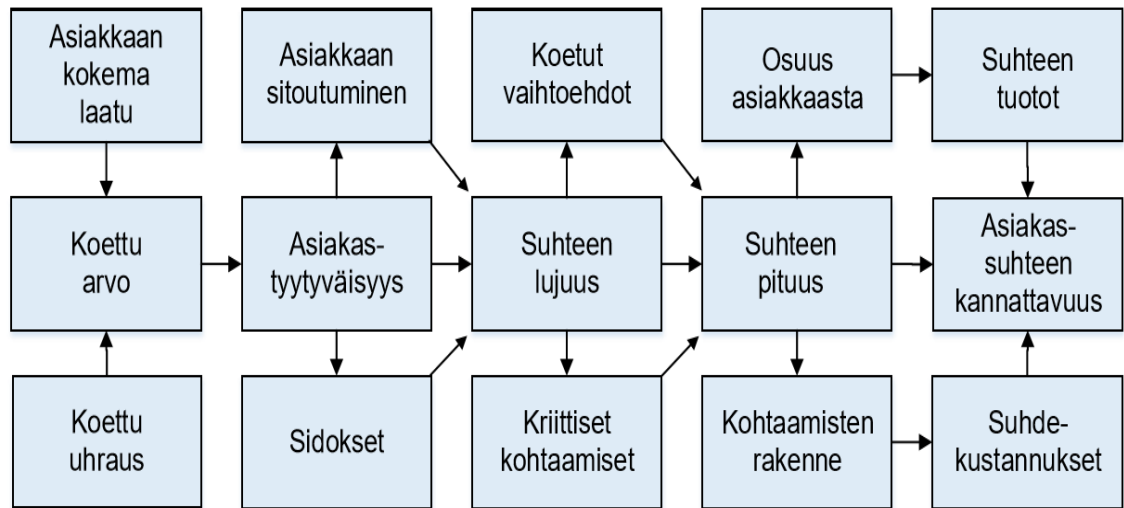 Asiakkaan
kokema
laatu
Asiakkaan
sitoutuminen
Koetut
vaihtoehdot
Osuus
asiakkaasta
Suhteen
tuotot
Koettu
arvo
Asiakas-
tyytyväisyys
Suhteen
lujuus
Suhteen
pituus
Asiakas-
suhteen
kannattavuus
Koettu
uhraus
Sidokset
Kriittiset
kohtaamiset
Kohtaamisten
rakenne
Suhde-
kustannukset